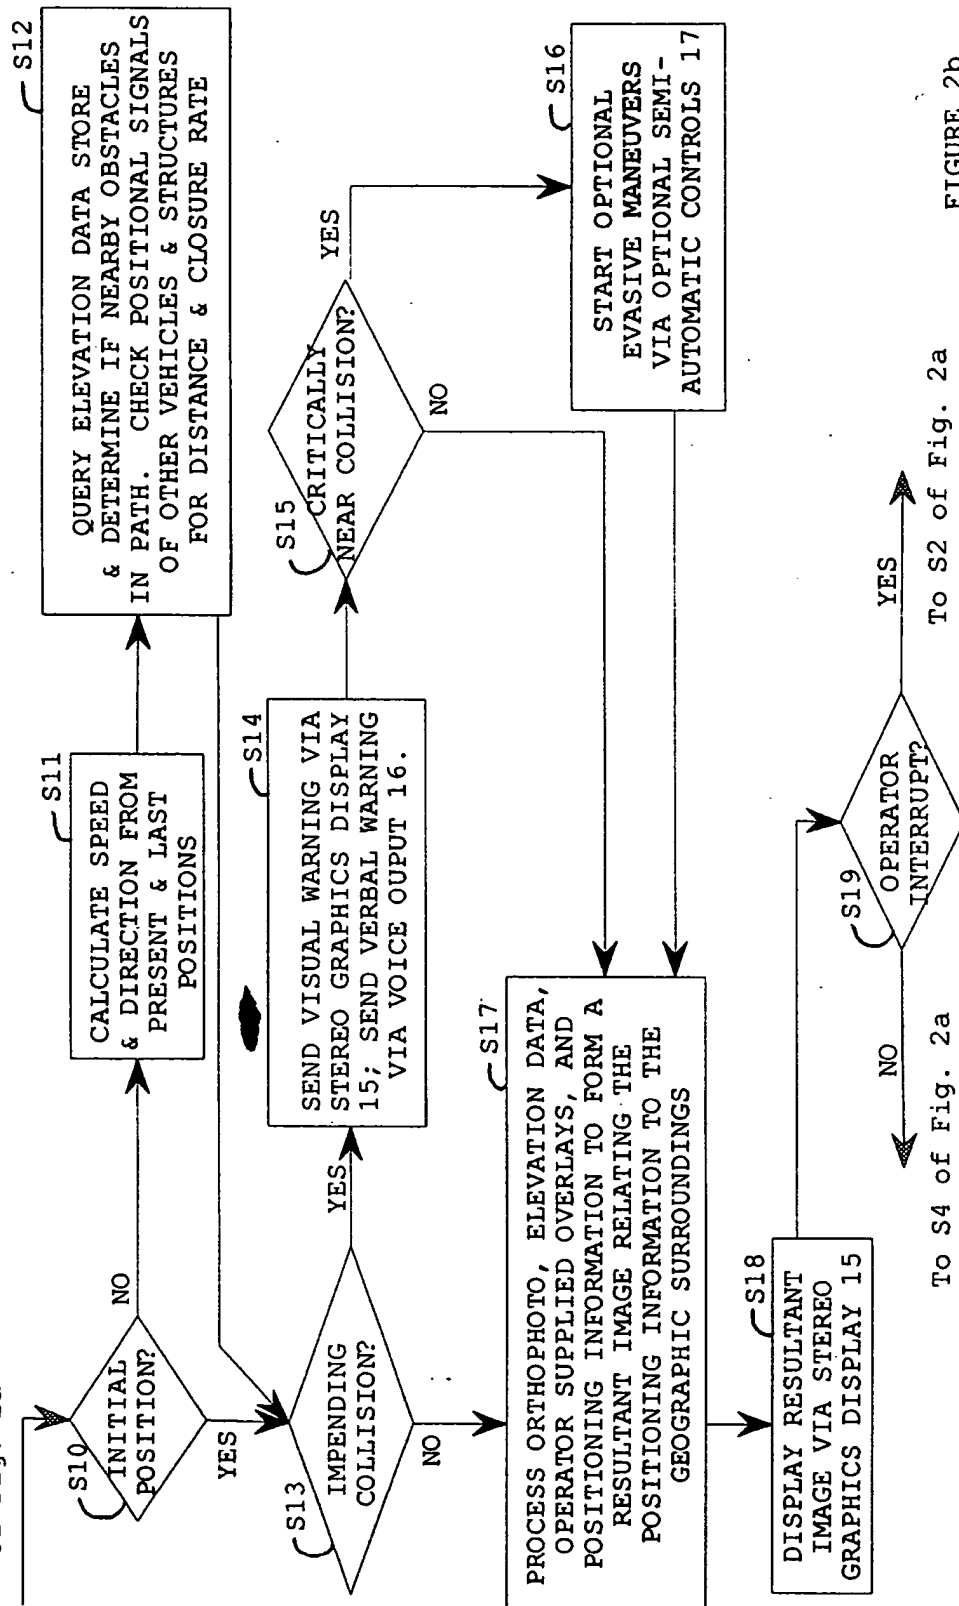 S10
INITIAL
POSITION?
NO
YES
S11
CALCULATE SPEED
& DIRECTION FROM
PRESENT & LAST
POSITIONS
S12
QUERY ELEVATION DATA STORE
& DETERMINE IF NEARBY OBSTACLES
IN PATH. CHECK POSITIONAL SIGNALS
OF OTHER VEHICLES & STRUCTURES
FOR DISTANCE & CLOSURE RATE
S13
IMPENDING
COLLISION?
YES
NO
S14
SEND VISUAL WARNING VIA
STEREO GRAPHICS DISPLAY
15; SEND VERBAL WARNING
VIA VOICE OUPUT 16.
S15
CRITICALLY
NEAR COLLISION?
YES
NO
S16
START OPTIONAL
EVASIVE MANEUVERS
VIA OPTIONAL SEMI-
AUTOMATIC CONTROLS 17
S17
PROCESS ORTHOPHOTO, ELEVATION DATA,
OPERATOR SUPPLIED OVERLAYS, AND
POSITIONING INFORMATION TO FORM A
RESULTANT IMAGE RELATING THE
POSITIONING INFORMATION TO THE
GEOGRAPHIC SURROUNDINGS
S18
DISPLAY RESULTANT
IMAGE VIA STEREO
GRAPHICS DISPLAY 15
S19
OPERATOR
INTERRUPT?
NO
YES
To S4 of Fig. 2a
To S2 of Fig. 2a
FIGURE 2b